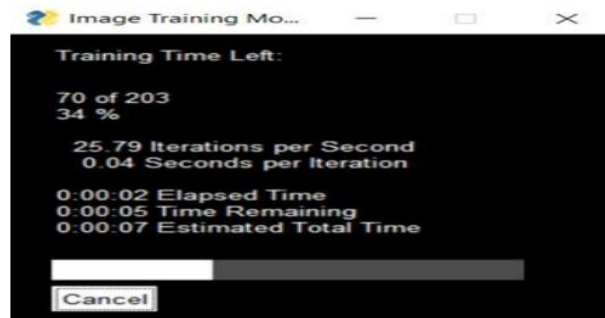 Image Training Mo...
Training Time Left:
70 of 203
34 %
25.79 Iterations per Second
0.04 Seconds per Iteration
0:00:02 Elapsed Time
0:00:05 Time Remaining
0:00:07 Estimated Total Time
Cancel